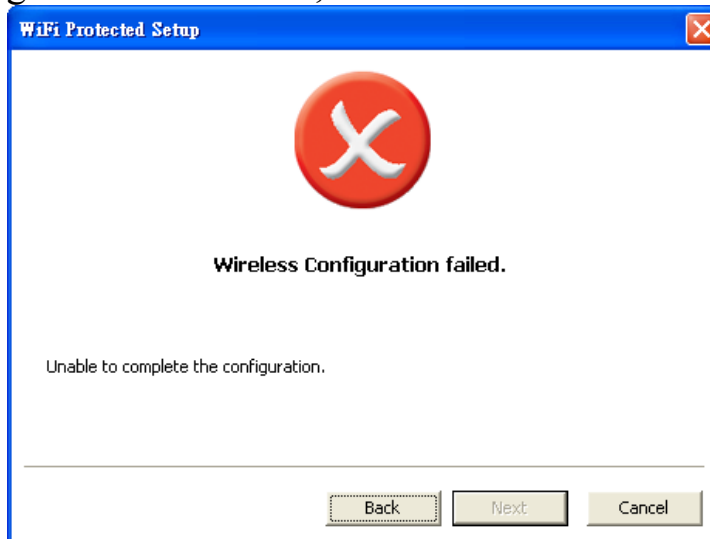 WiFi Protected Setup
Wireless Configuration failed.
Unable to complete the configuration.
Back
Next
Cancel